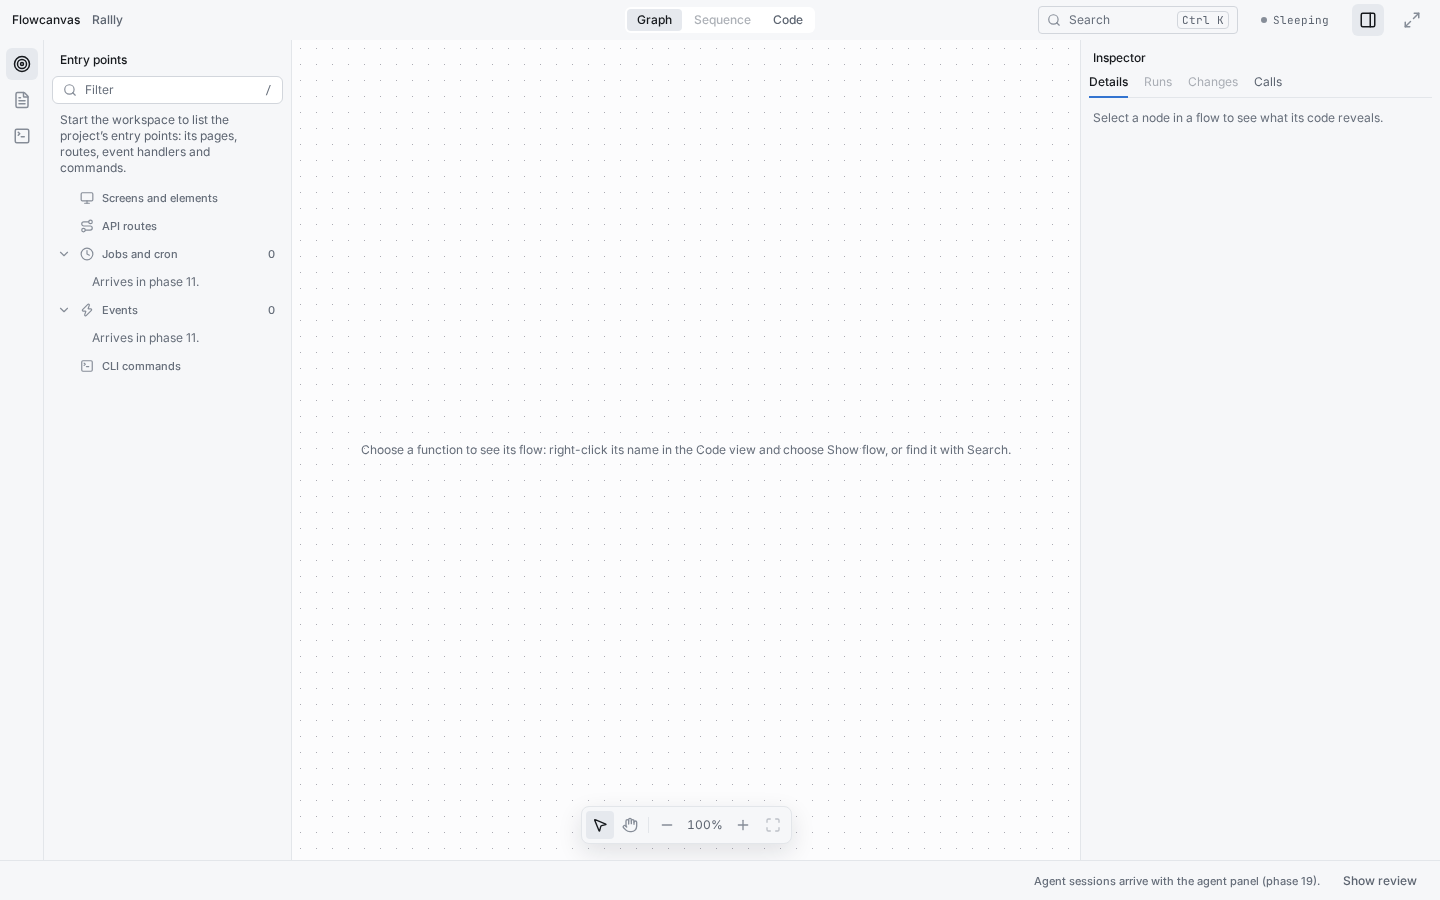 Flowcanvas Rallly
Graph Sequence Code
Search Ctrl K
Sleeping
Entry points
Filter /
Start the workspace to list the
project's entry points: its pages,
routes, event handlers and
commands.
Screens and elements
API routes
Jobs and cron 0
Arrives in phase 11.
Events 0
Arrives in phase 11.
CLI commands
Choose a function to see its flow: right-click its name in the Code view and choose Show flow, or find it with Search.
100%
Inspector
Details Runs Changes Calls
Select a node in a flow to see what its code reveals.
Agent sessions arrive with the agent panel (phase 19). Show review